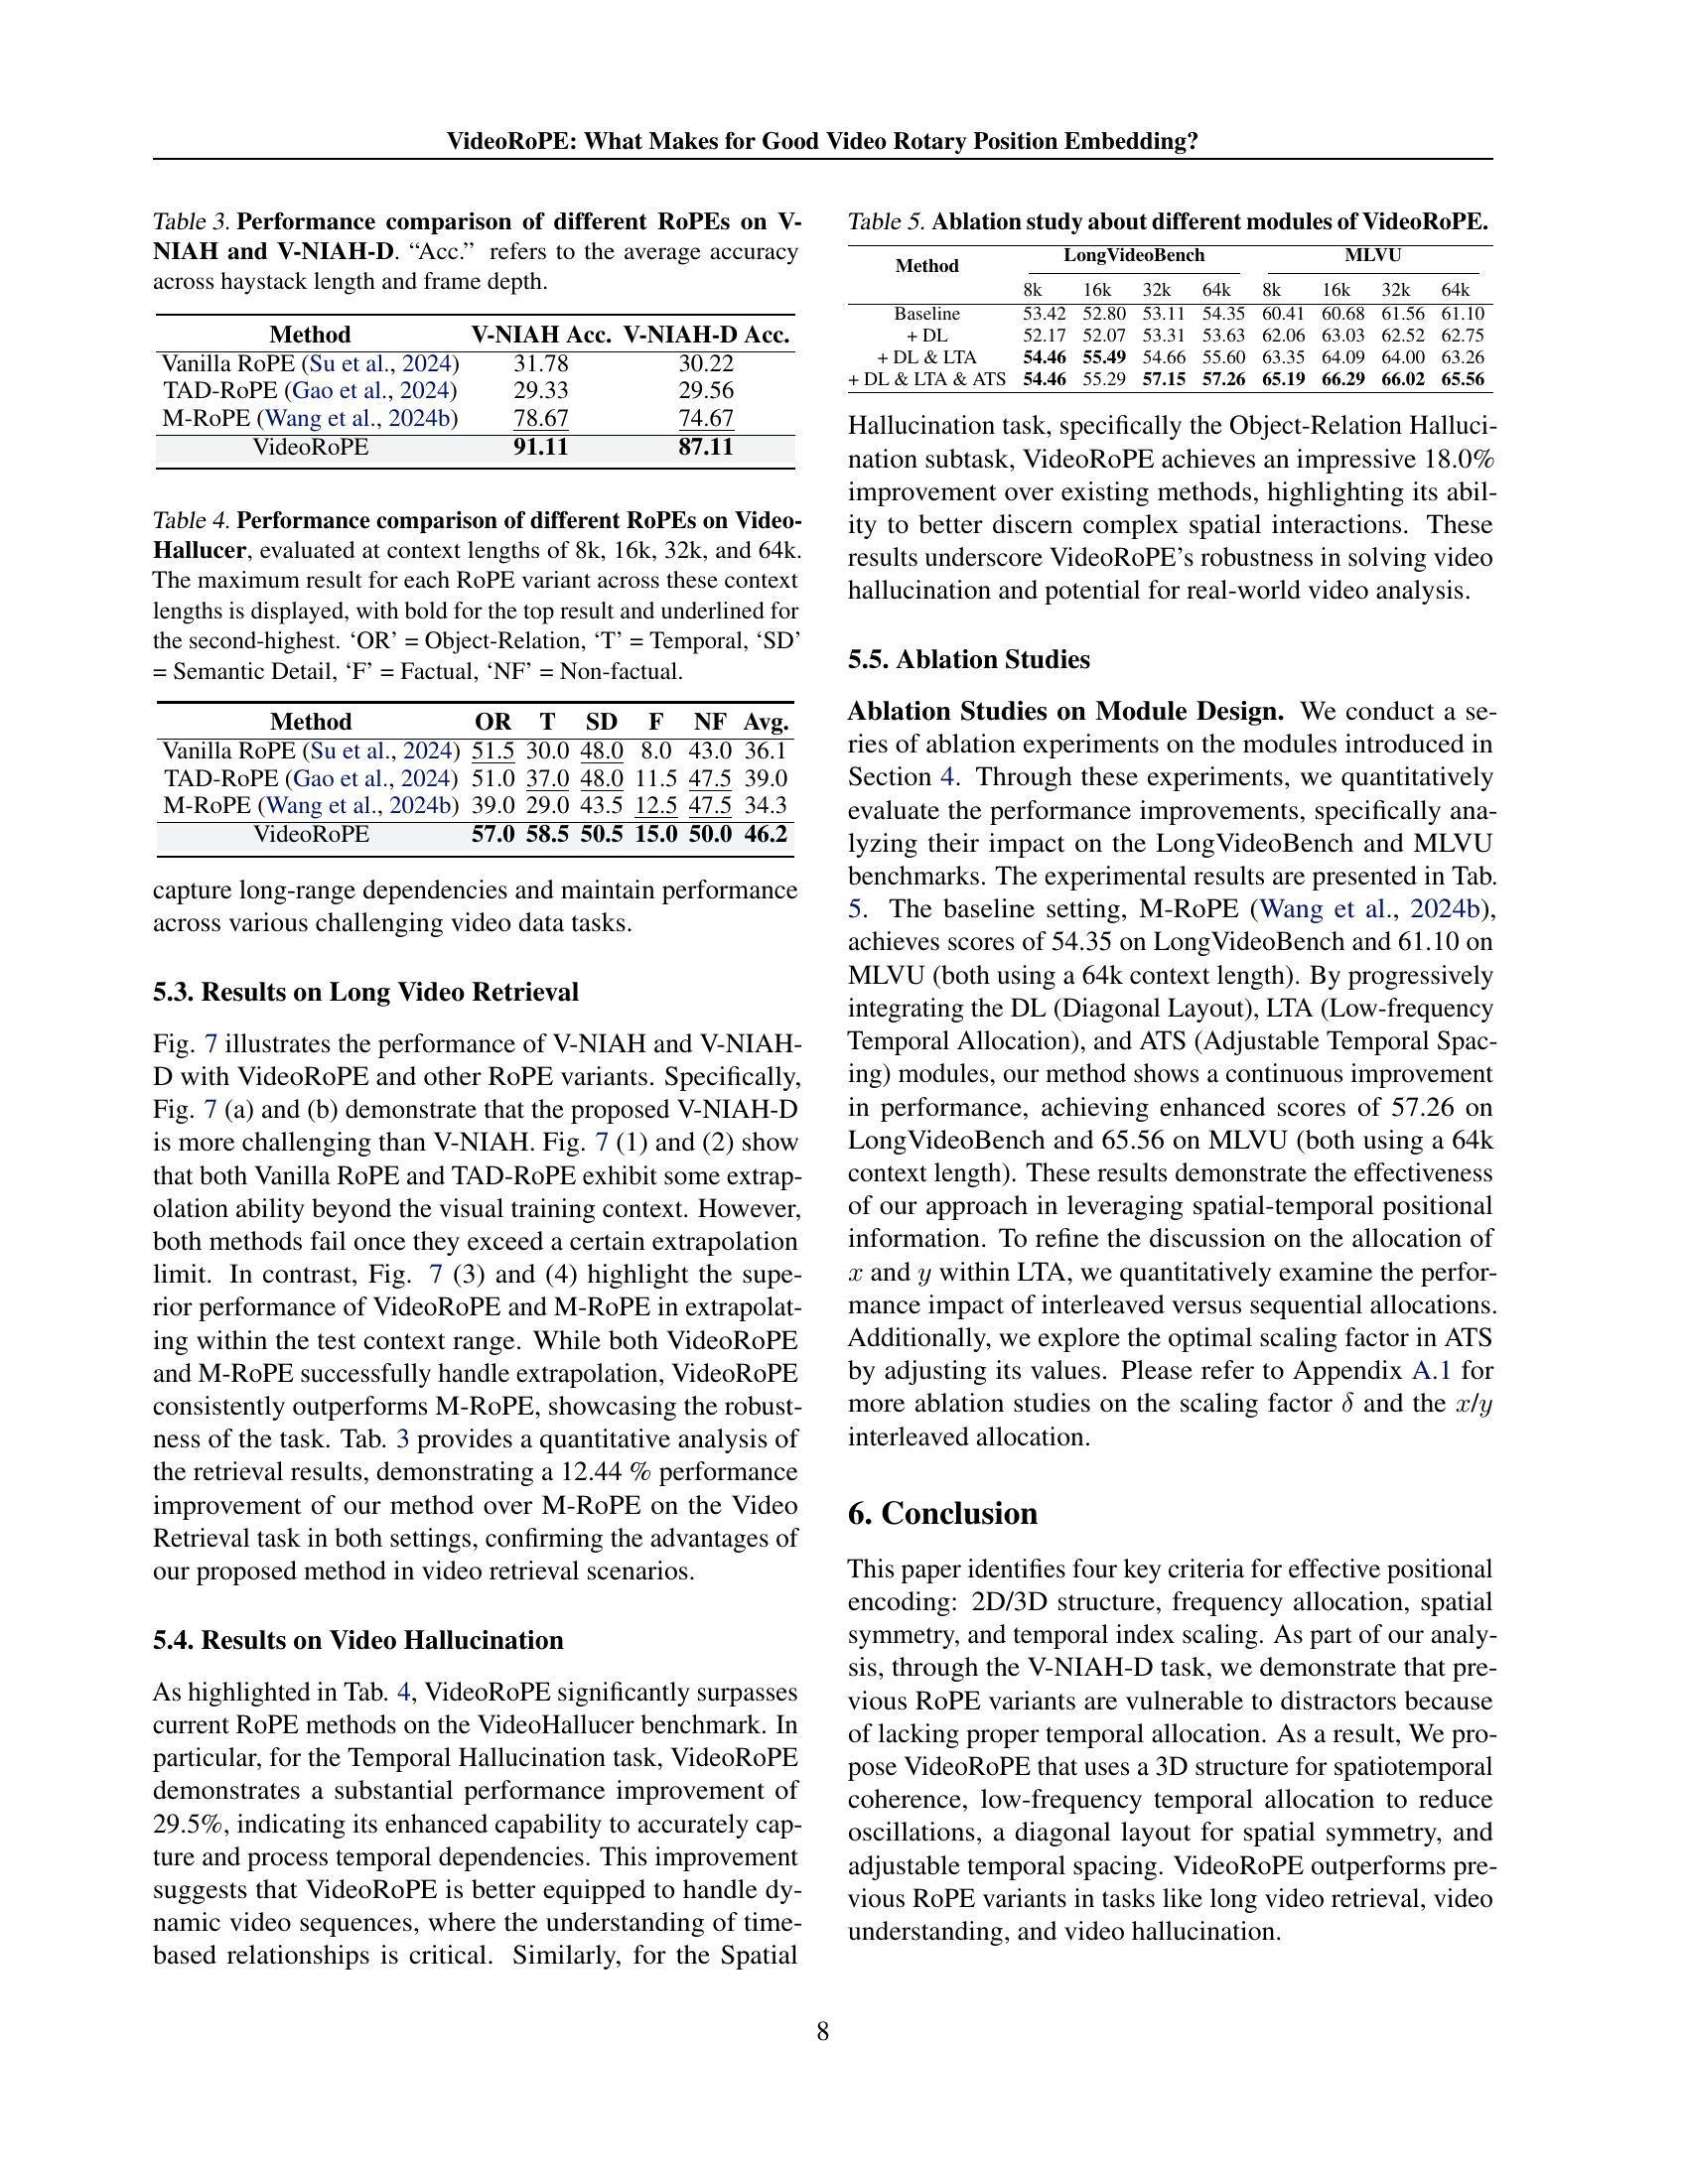 VideoRoPE: What Makes for Good Video Rotary Position Embedding?
Table 3. Performance comparison of different RoPEs on V-
NIAH and V-NIAH-D. “Acc.” refers to the average accuracy
across haystack length and frame depth.
Method V-NIAH Acc. V-NIAH-D Acc.
Vanilla RoPE (Su et al., 2024) 31.78 30.22
TAD-RoPE (Gao et al., 2024) 29.33 29.56
M-RoPE (Wang et al., 2024b) 78.67 74.67
VideoRoPE 91.11 87.11
Table 4. Performance comparison of different RoPEs on Video-
Hallucer, evaluated at context lengths of 8k, 16k, 32k, and 64k.
The maximum result for each RoPE variant across these context
lengths is displayed, with bold for the top result and underlined for
the second-highest. ‘OR’ = Object-Relation, ‘T’ = Temporal, ‘SD’
= Semantic Detail, ‘F’ = Factual, ‘NF’ = Non-factual.
Method OR T SD F NF Avg.
Vanilla RoPE (Su et al., 2024) 51.5 30.0 48.0 8.0 43.0 36.1
TAD-RoPE (Gao et al., 2024) 51.0 37.0 48.0 11.5 47.5 39.0
M-RoPE (Wang et al., 2024b) 39.0 29.0 43.5 12.5 47.5 34.3
VideoRoPE 57.0 58.5 50.5 15.0 50.0 46.2
capture long-range dependencies and maintain performance
across various challenging video data tasks.
5.3. Results on Long Video Retrieval
Fig. 7 illustrates the performance of V-NIAH and V-NIAH-
D with VideoRoPE and other RoPE variants. Specifically,
Fig. 7 (a) and (b) demonstrate that the proposed V-NIAH-D
is more challenging than V-NIAH. Fig. 7 (1) and (2) show
that both Vanilla RoPE and TAD-RoPE exhibit some extrap-
olation ability beyond the visual training context. However,
both methods fail once they exceed a certain extrapolation
limit. In contrast, Fig. 7 (3) and (4) highlight the supe-
rior performance of VideoRoPE and M-RoPE in extrapolat-
ing within the test context range. While both VideoRoPE
and M-RoPE successfully handle extrapolation, VideoRoPE
consistently outperforms M-RoPE, showcasing the robust-
ness of the task. Tab. 3 provides a quantitative analysis of
the retrieval results, demonstrating a 12.44 % performance
improvement of our method over M-RoPE on the Video
Retrieval task in both settings, confirming the advantages of
our proposed method in video retrieval scenarios.
5.4. Results on Video Hallucination
As highlighted in Tab. 4, VideoRoPE significantly surpasses
current RoPE methods on the VideoHallucer benchmark. In
particular, for the Temporal Hallucination task, VideoRoPE
demonstrates a substantial performance improvement of
29.5%, indicating its enhanced capability to accurately cap-
ture and process temporal dependencies. This improvement
suggests that VideoRoPE is better equipped to handle dy-
namic video sequences, where the understanding of time-
based relationships is critical. Similarly, for the Spatial
Table 5. Ablation study about different modules of VideoRoPE.
Method LongVideoBench MLVU
8k 16k 32k 64k 8k 16k 32k 64k
Baseline 53.42 52.80 53.11 54.35 60.41 60.68 61.56 61.10
+ DL 52.17 52.07 53.31 53.63 62.06 63.03 62.52 62.75
+ DL & LTA 54.46 55.49 54.66 55.60 63.35 64.09 64.00 63.26
+ DL & LTA & ATS 54.46 55.29 57.15 57.26 65.19 66.29 66.02 65.56
Hallucination task, specifically the Object-Relation Halluci-
nation subtask, VideoRoPE achieves an impressive 18.0%
improvement over existing methods, highlighting its abil-
ity to better discern complex spatial interactions. These
results underscore VideoRoPE’s robustness in solving video
hallucination and potential for real-world video analysis.
5.5. Ablation Studies
Ablation Studies on Module Design. We conduct a se-
ries of ablation experiments on the modules introduced in
Section 4. Through these experiments, we quantitatively
evaluate the performance improvements, specifically ana-
lyzing their impact on the LongVideoBench and MLVU
benchmarks. The experimental results are presented in Tab.
5. The baseline setting, M-RoPE (Wang et al., 2024b),
achieves scores of 54.35 on LongVideoBench and 61.10 on
MLVU (both using a 64k context length). By progressively
integrating the DL (Diagonal Layout), LTA (Low-frequency
Temporal Allocation), and ATS (Adjustable Temporal Spac-
ing) modules, our method shows a continuous improvement
in performance, achieving enhanced scores of 57.26 on
LongVideoBench and 65.56 on MLVU (both using a 64k
context length). These results demonstrate the effectiveness
of our approach in leveraging spatial-temporal positional
information. To refine the discussion on the allocation of
x and y within LTA, we quantitatively examine the perfor-
mance impact of interleaved versus sequential allocations.
Additionally, we explore the optimal scaling factor in ATS
by adjusting its values. Please refer to Appendix A.1 for
more ablation studies on the scaling factor δ and the x/y
interleaved allocation.
6. Conclusion
This paper identifies four key criteria for effective positional
encoding: 2D/3D structure, frequency allocation, spatial
symmetry, and temporal index scaling. As part of our analy-
sis, through the V-NIAH-D task, we demonstrate that pre-
vious RoPE variants are vulnerable to distractors because
of lacking proper temporal allocation. As a result, We pro-
pose VideoRoPE that uses a 3D structure for spatiotemporal
coherence, low-frequency temporal allocation to reduce
oscillations, a diagonal layout for spatial symmetry, and
adjustable temporal spacing. VideoRoPE outperforms pre-
vious RoPE variants in tasks like long video retrieval, video
understanding, and video hallucination.
8